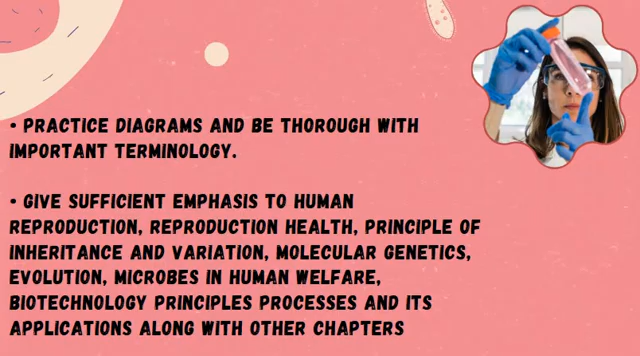 • PRACTICE DIAGRAMS AND BE THOROUGH WITH
IMPORTANT TERMINOLOGY.
• GIVE SUFFICIENT EMPHASIS TO HUMAN
REPRODUCTION, REPRODUCTION HEALTH, PRINCIPLE OF
INHERITANCE AND VARIATION, MOLECULAR GENETICS,
EVOLUTION, MICROBES IN HUMAN WELFARE,
BIOTECHNOLOGY PRINCIPLES PROCESSES AND ITS
APPLICATIONS ALONG WITH OTHER CHAPTERS